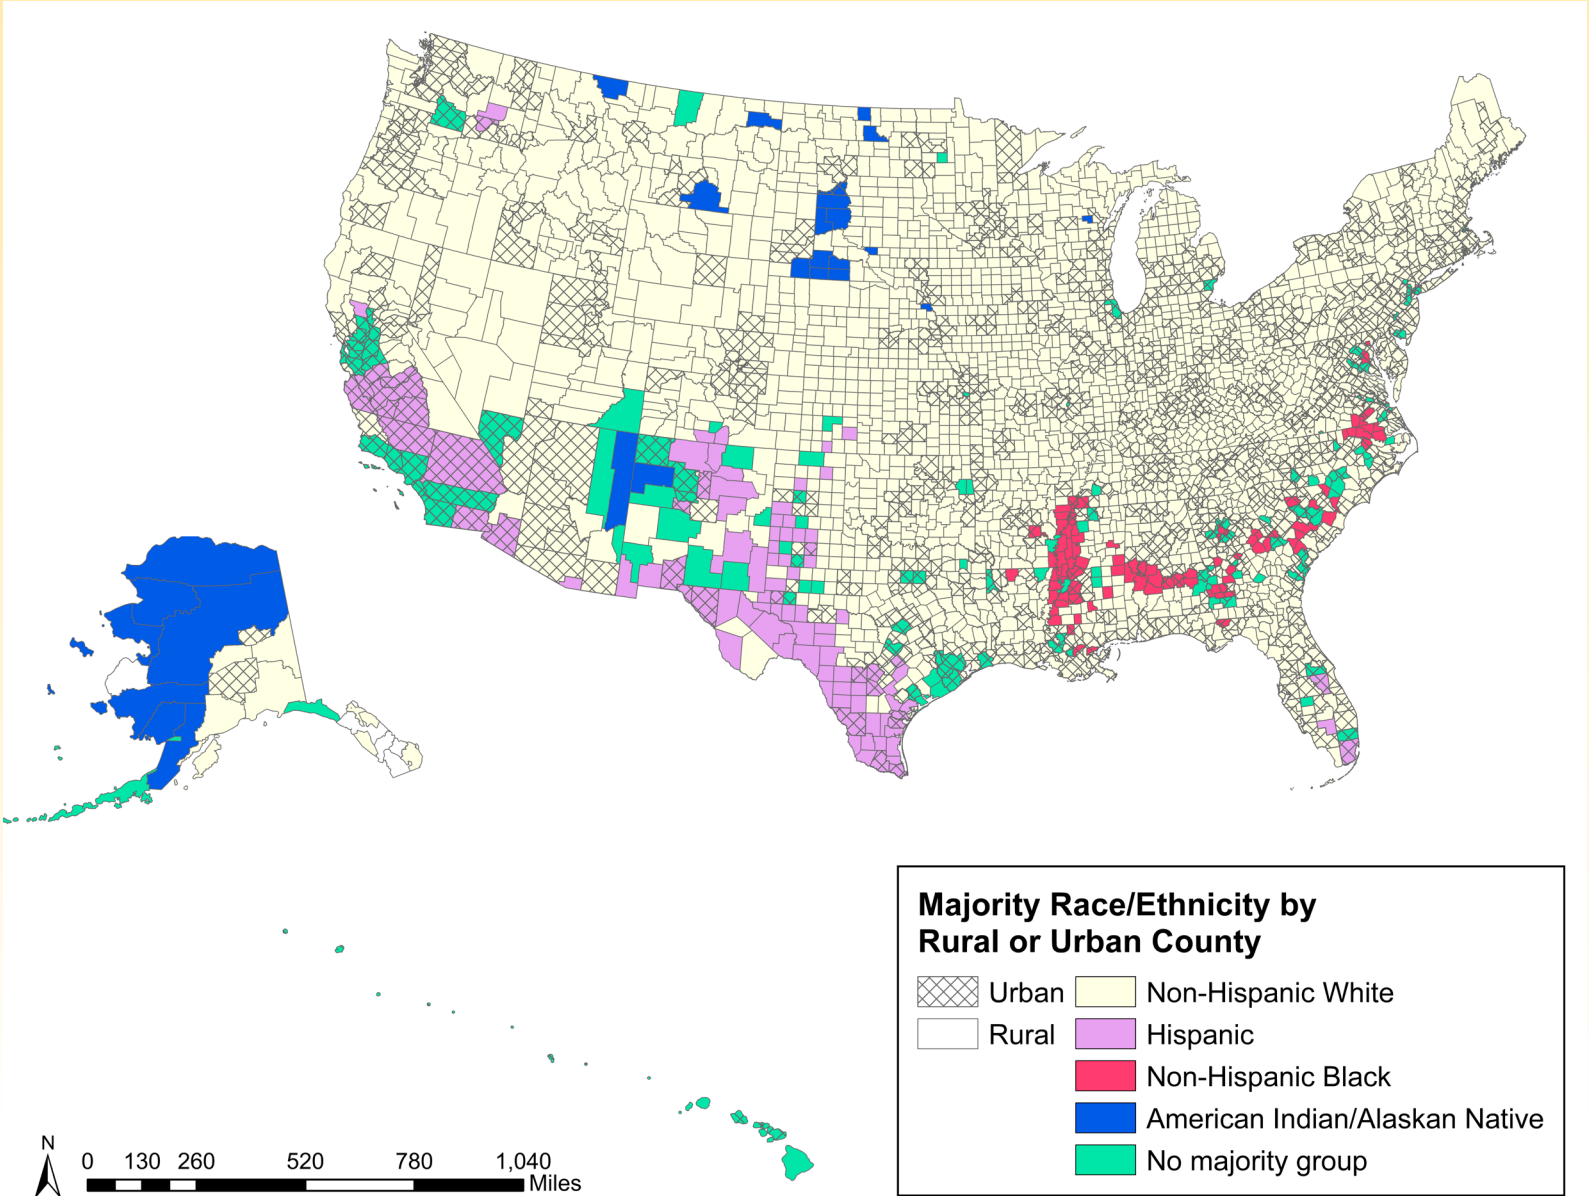 Majority Race/Ethnicity by
Rural or Urban County
Urban
Non-Hispanic White
Rural
Hispanic
Non-Hispanic Black
American Indian/Alaskan Native
No majority group
N
0 130 260 520 780 1,040
Miles